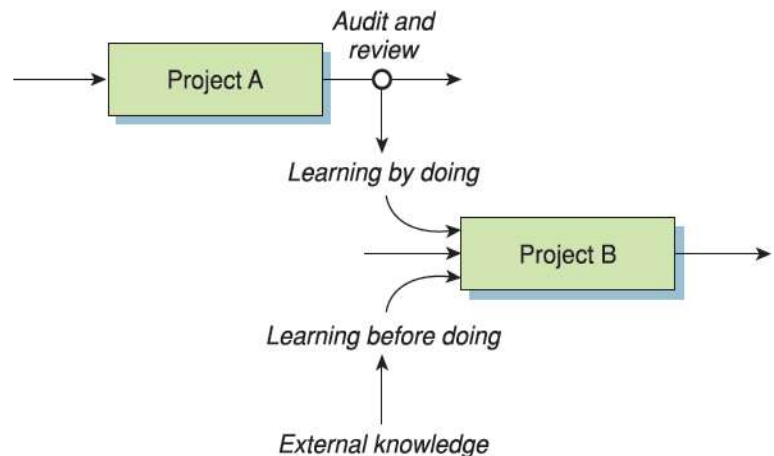 Audit and
review
Project A
Learning by doing
Project B
Learning before doing
External knowledge